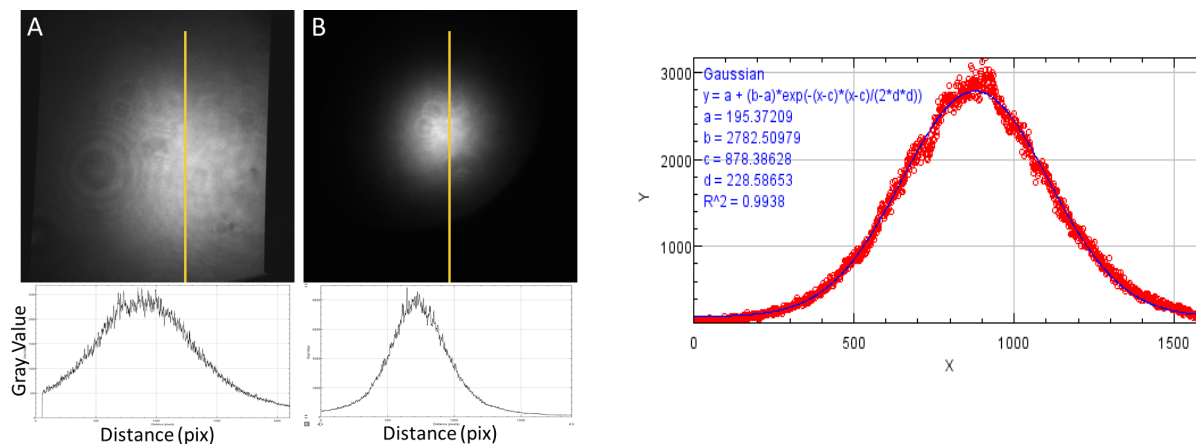 A
B
Gray_Value
Distance (pix)
Distance (pix)
3000
2000
1000
Y
Gaussian
y = a + (b-a)*exp(-(x-c)*(x-c)/(2*d*d))
a = 195.37209
b = 2782.50979
c = 878.38628
d = 228.58653
R^2 = 0.9938
0
500
1000
1500
X